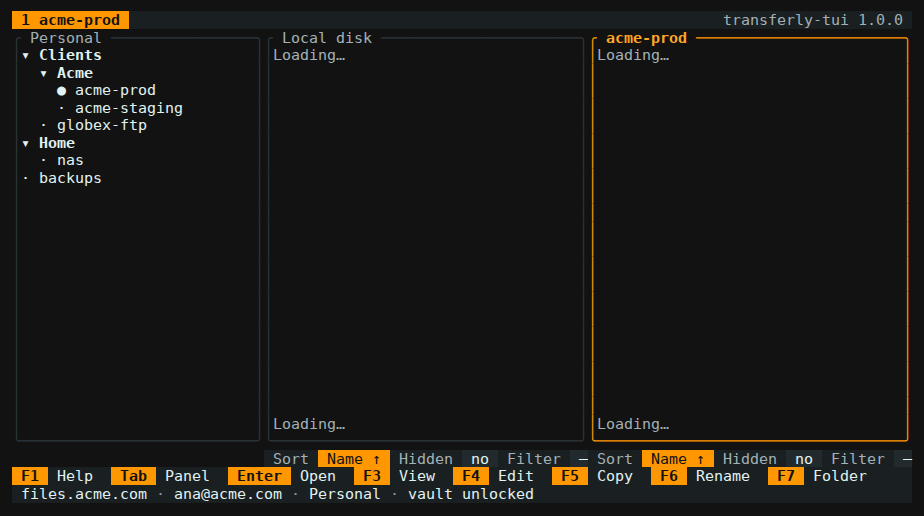 1 acme-prod transferly-tui 1.0.0
Personal Local disk acme-prod
▾ Clients Loading… Loading…
▾ Acme
● acme-prod
· acme-staging
· globex-ftp
▾ Home
· nas
· backups
Loading… Loading…
Sort Name ↑ Hidden no Filter — Sort Name ↑ Hidden no Filter —
F1 Help Tab Panel Enter Open F3 View F4 Edit F5 Copy F6 Rename F7 Folder
files.acme.com · ana@acme.com · Personal · vault unlocked